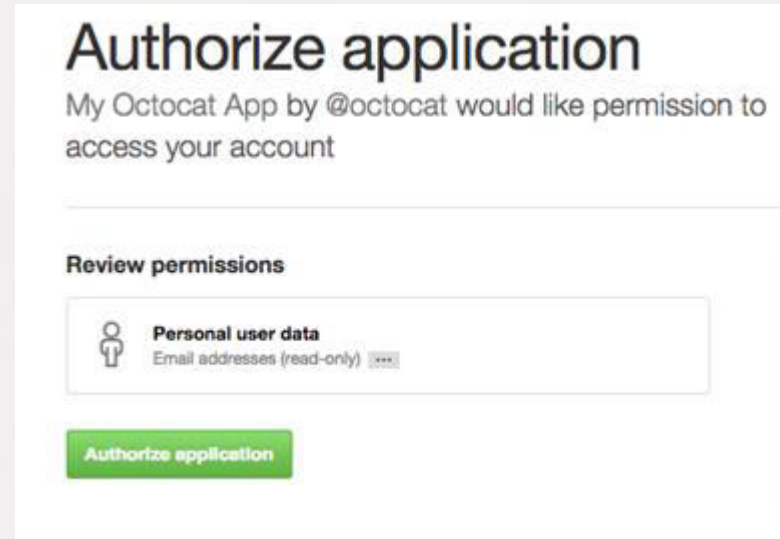 Authorize application
My Octocat App by @octocat would like permission to
access your account
Review permissions
Personal user data
Email addresses (read-only) ...
Authorize application